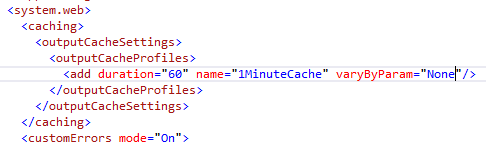 <system.web>
<caching>
<outputCacheSettings>
<outputCacheProfiles>
<add duration="60" name="1MinuteCache" varyByParam="None"/>
</outputCacheProfiles>
</outputCacheSettings>
</caching>
<customErrors mode="On">